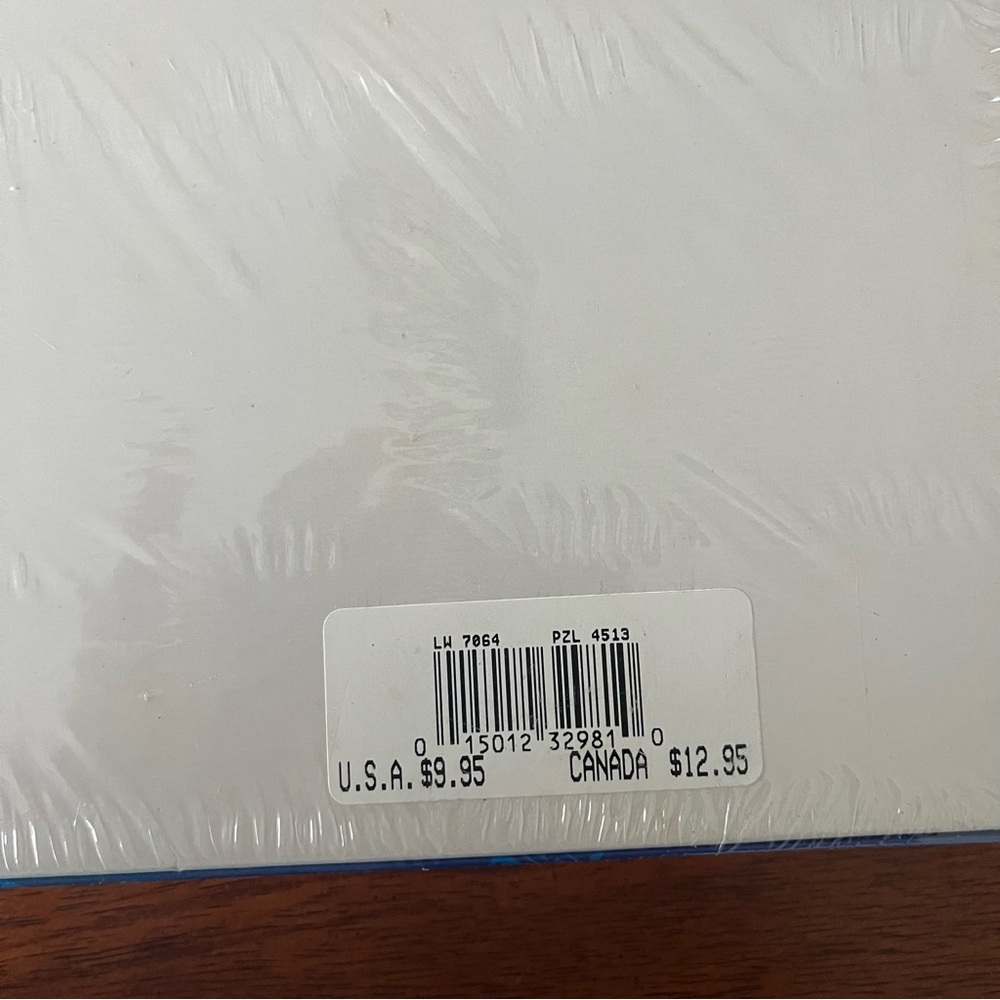 LW 7064 PZL 4513
0 15012 32981 0
U.S.A. $9.95 CANADA $12.95